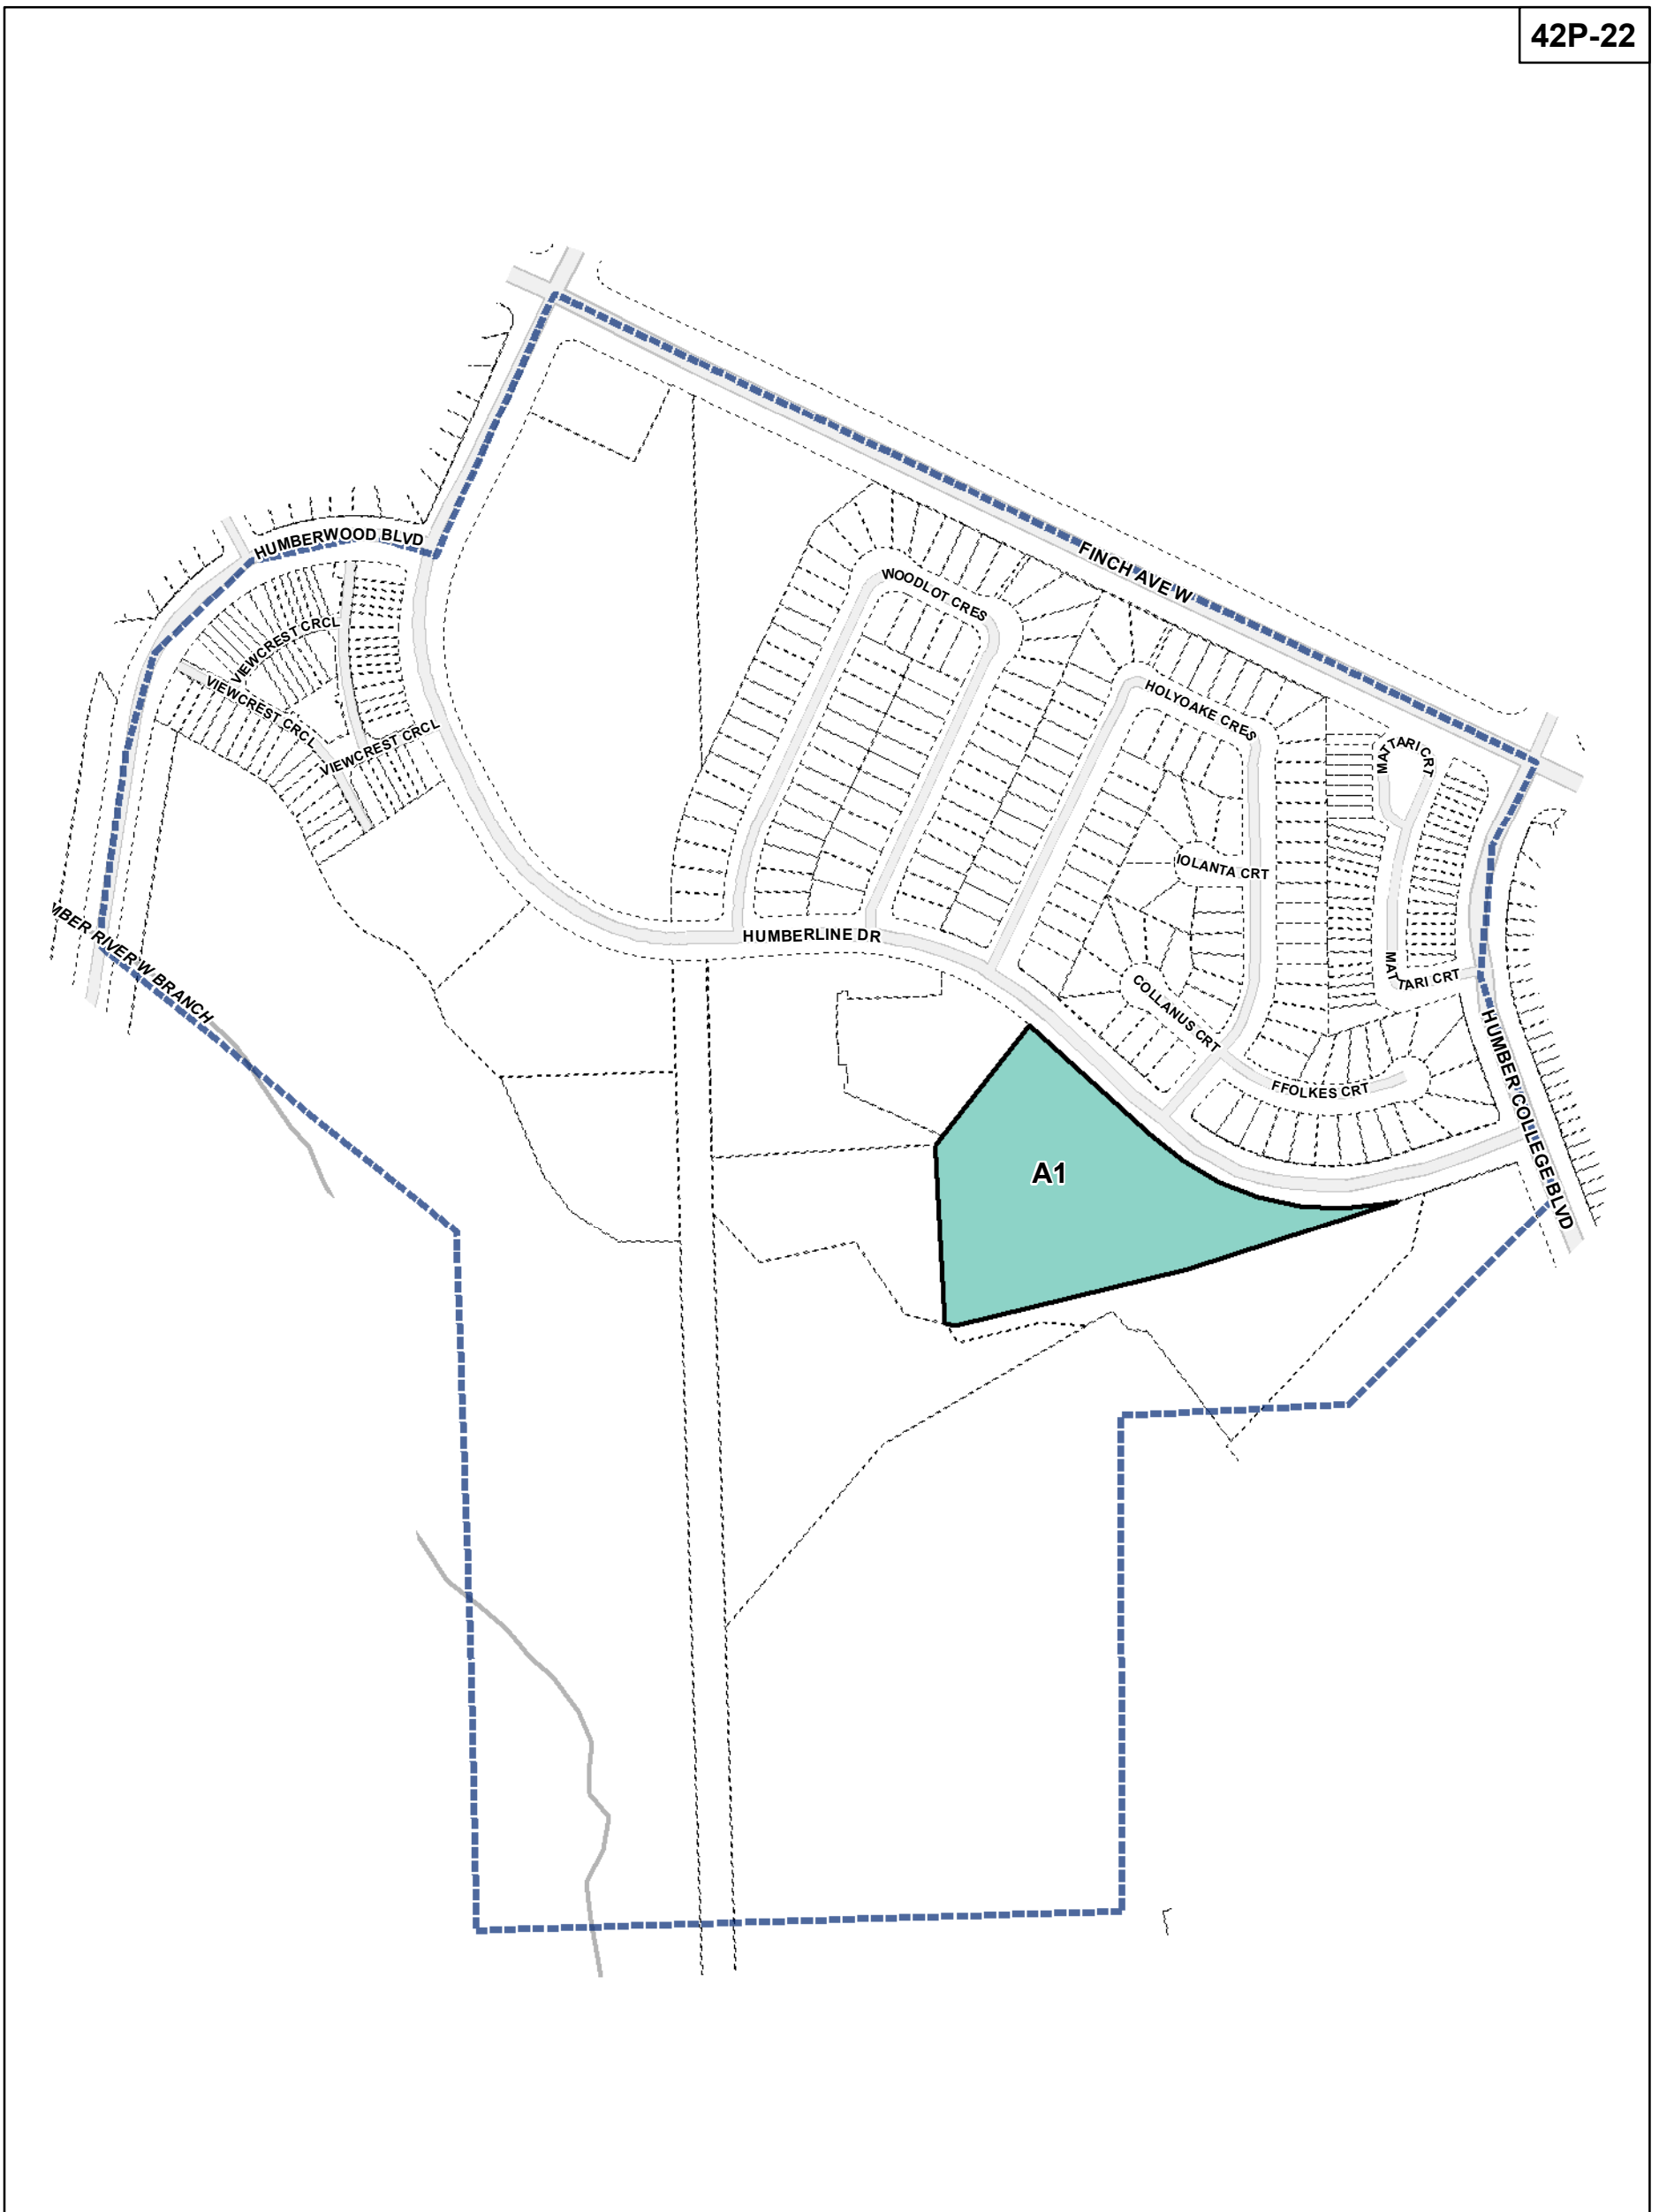 42P-22
HUMBERWOOD BLVD
FINCH AVE W
WOODLOT CRES
VIEWCREST CRCL
VIEWCREST CRCL
VIEWCREST CRCL
HOLYOAKE CRES
MATTARI CRT
IOLANTA CRT
HUMBERLINE DR
MBER RIVER W BRANCH
COLLANUS CRT
MATTARI CRT
HUMBER COLLEGE BLVD
FFOLKES CRT
A1